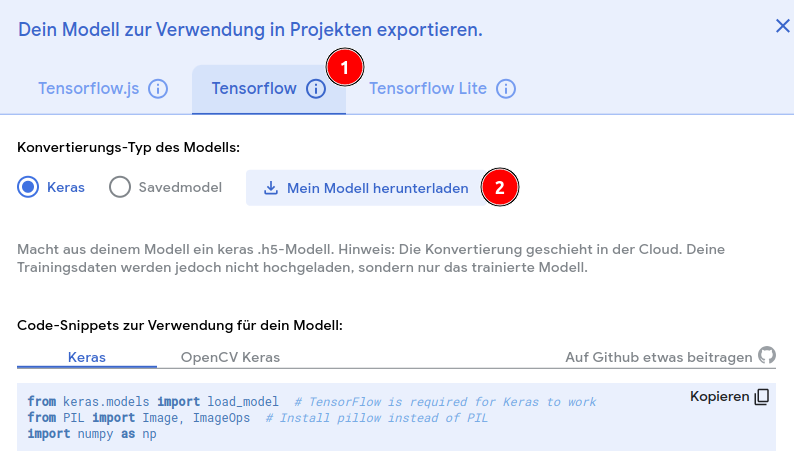 Dein Modell zur Verwendung in Projekten exportieren.
1
Tensorflow.js Tensorflow Tensorflow Lite
Konvertierungs-Typ des Modells:
Keras Savedmodel Mein Modell herunterladen 2
Macht aus deinem Modell ein keras .h5-Modell. Hinweis: Die Konvertierung geschieht in der Cloud. Deine
Trainingsdaten werden jedoch nicht hochgeladen, sondern nur das trainierte Modell.
Code-Snippets zur Verwendung für dein Modell:
Keras OpenCV Keras Auf Github etwas beitragen
Kopieren
from keras.models import load_model # TensorFlow is required for Keras to work
from PIL import Image, ImageOps # Install pillow instead of PIL
import numpy as np